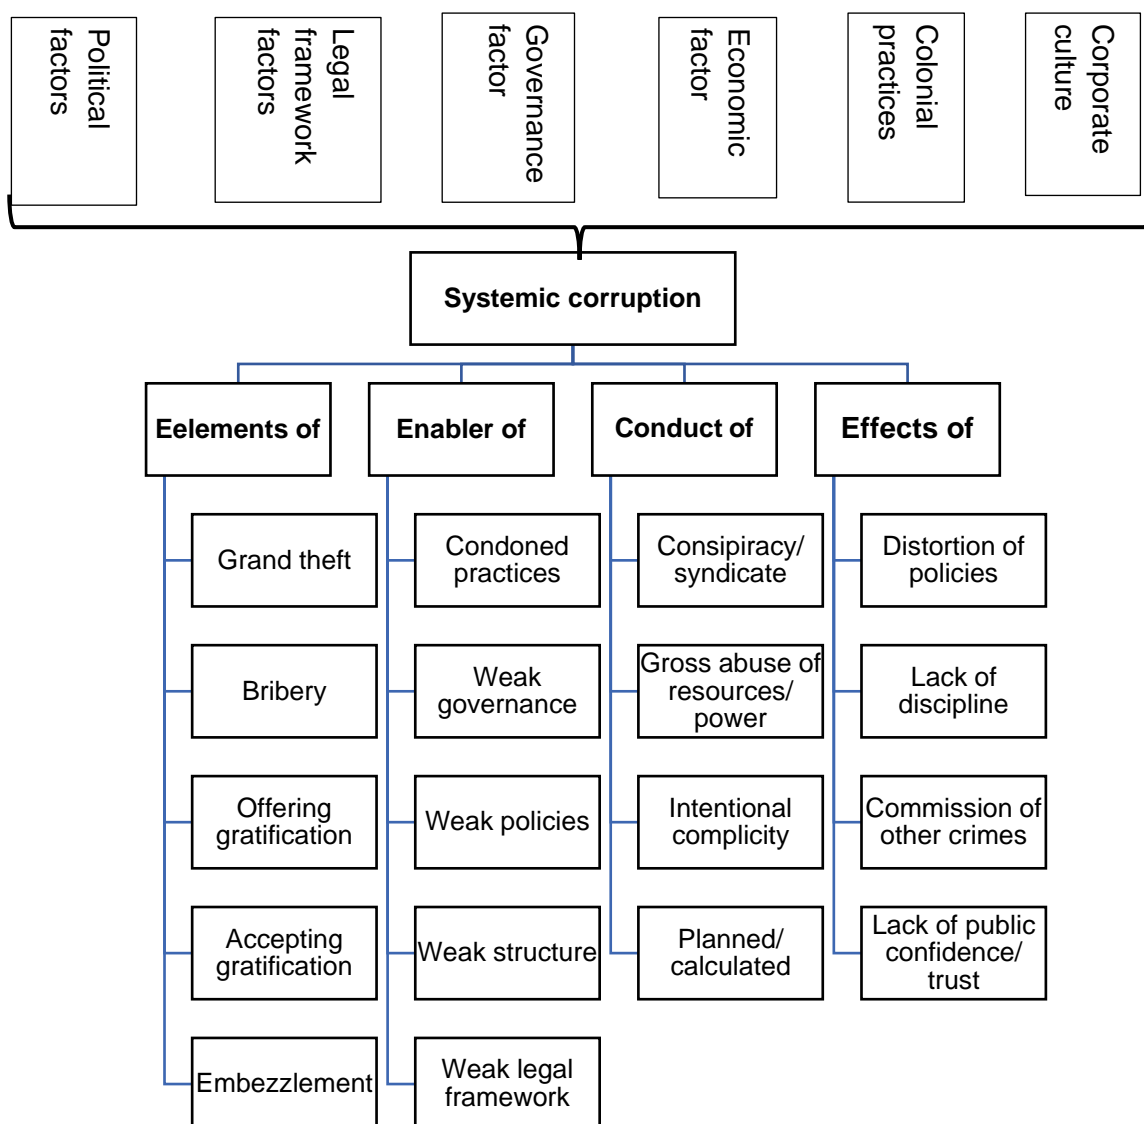 Political
factors
Legal
framework
factors
Governance
factor
Economic
factor
Colonial
practices
Corporate
culture
Systemic corruption
Eelements of
Enabler of
Conduct of
Effects of
Grand theft
Condoned
practices
Consipiracy/
syndicate
Distortion of
policies
Bribery
Weak
governance
Gross abuse of
resources/
power
Lack of
discipline
Offering
gratification
Weak policies
Intentional
complicity
Commission of
other crimes
Accepting
gratification
Weak structure
Planned/
calculated
Lack of public
confidence/
trust
Embezzlement
Weak legal
framework